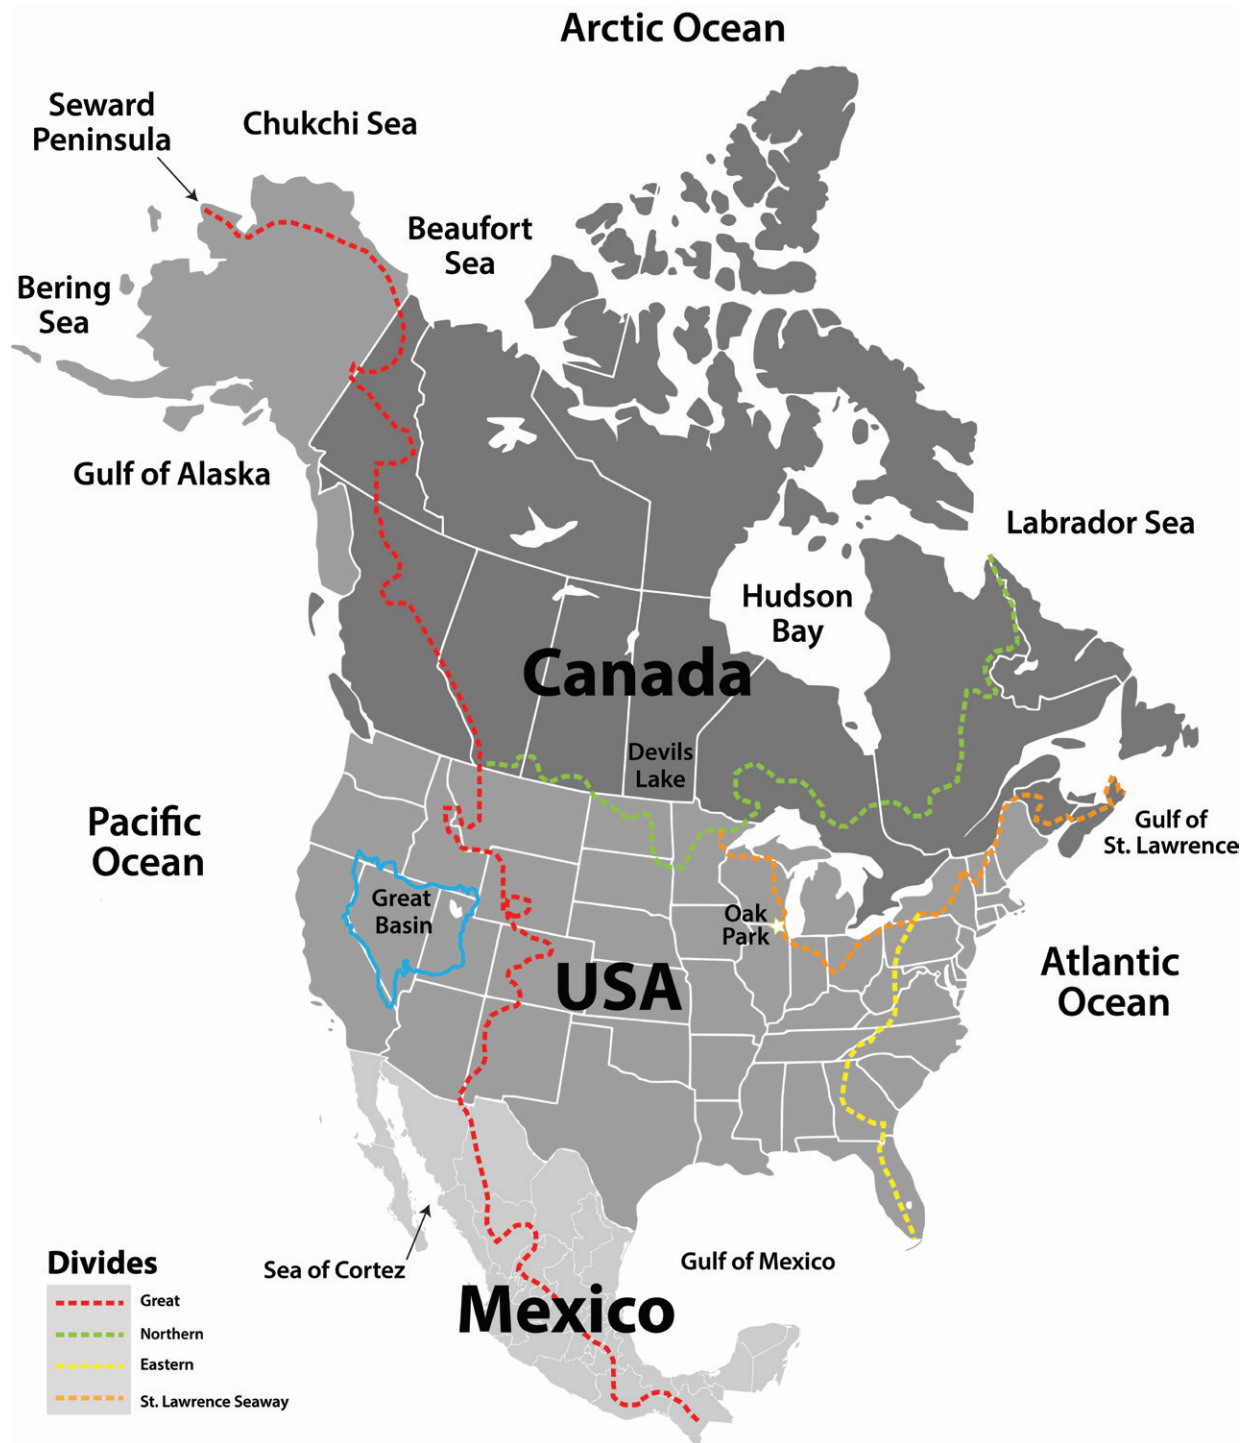 Arctic Ocean
Seward
Peninsula
Chukchi Sea
Beaufort
Sea
Bering
Sea
Gulf of Alaska
Labrador Sea
Hudson
Bay
Canada
Devils
Lake
Pacific
Ocean
Gulf of
St. Lawrence
Great
Basin
Oak
Park
USA
Atlantic
Ocean
Sea of Cortez
Gulf of Mexico
Mexico
Divides
Great
Northern
Eastern
St. Lawrence Seaway